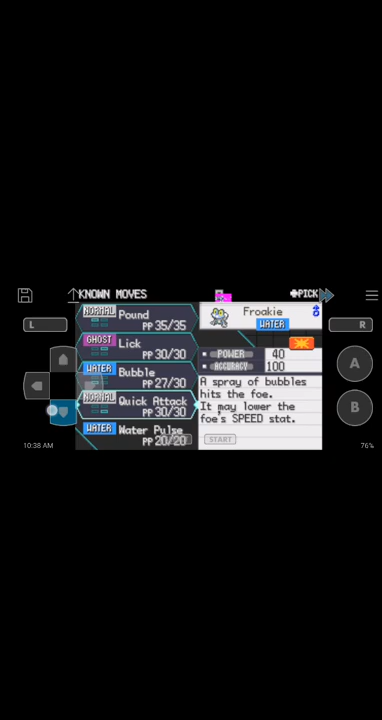 KNOWN MOVES
PICK
L
R
NORMAL
Pound
PP 35/35
GHOST
Lick
PP 30/30
WATER
Bubble
PP 27/30
NORMAL
Quick Attack
PP 30/30
WATER
Water Pulse
PP 20/20
Froakie
WATER
POWER 40
ACCURACY 100
A spray of bubbles
hits the foe.
It may lower the
foe's SPEED stat.
START
A
B
10:38 AM
76%